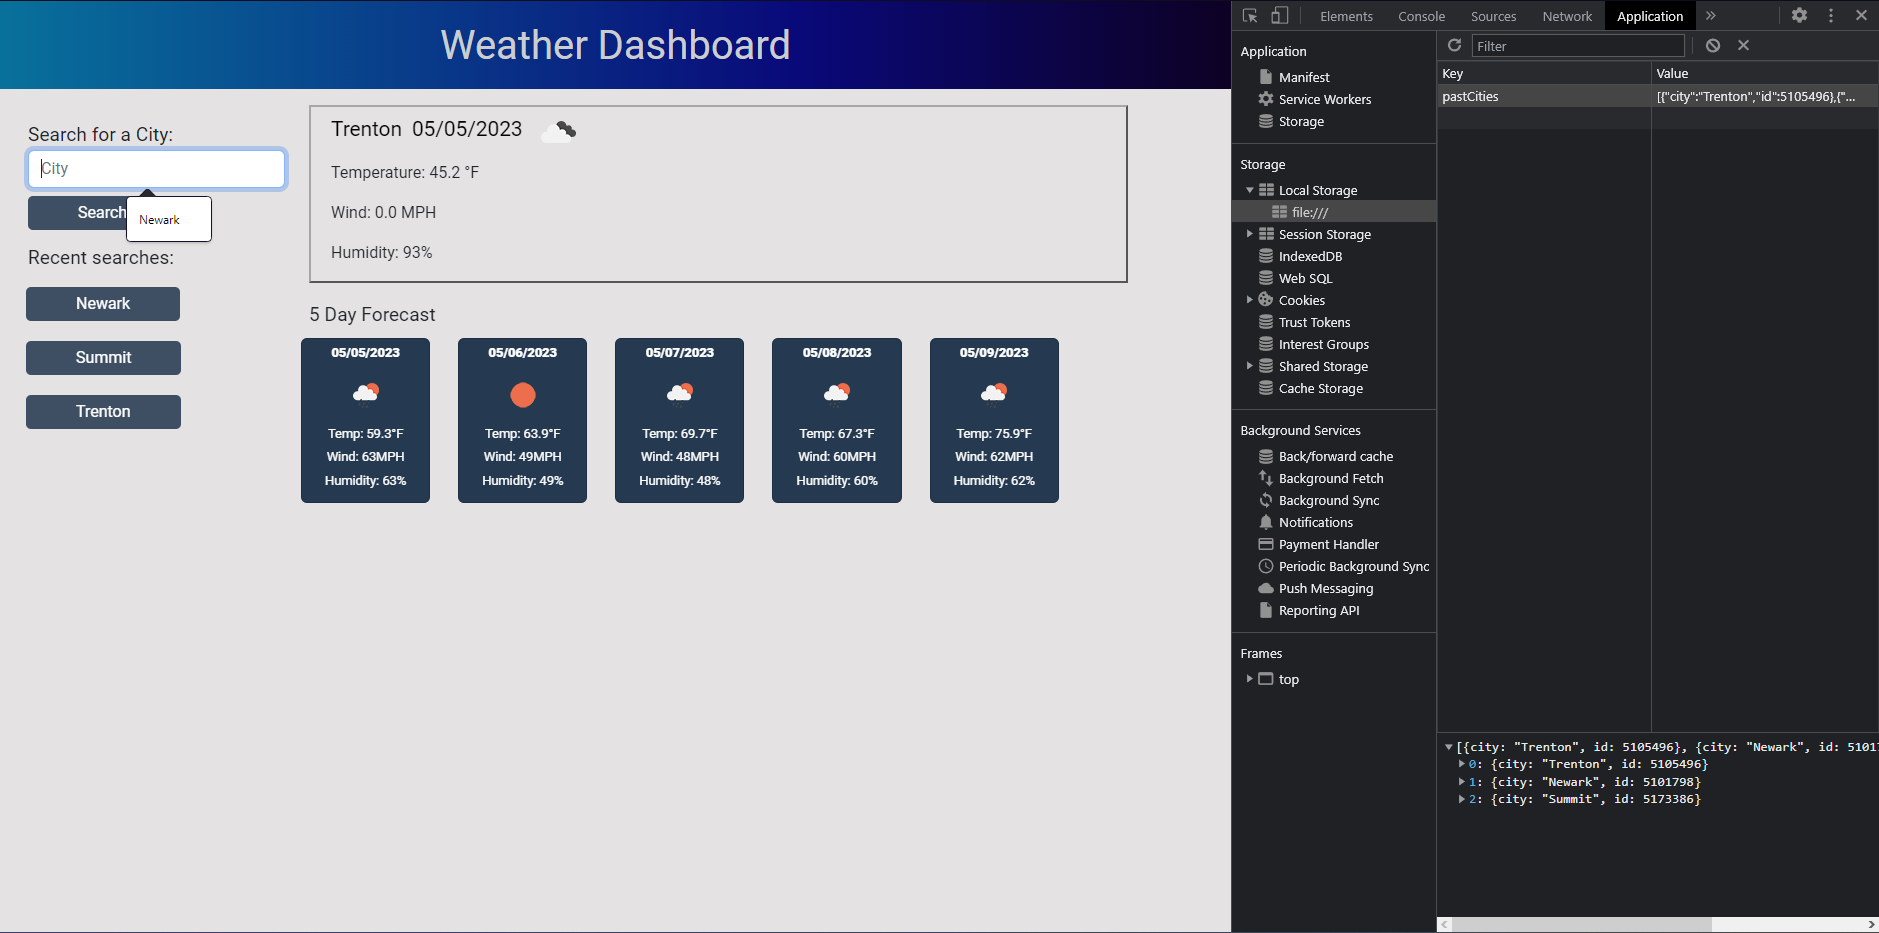 Weather Dashboard
Search for a City:
City
Search
Newark
Recent searches:
Newark
Summit
Trenton
Trenton 05/05/2023
Temperature: 45.2 °F
Wind: 0.0 MPH
Humidity: 93%
5 Day Forecast
05/05/2023
Temp: 59.3°F
Wind: 63MPH
Humidity: 63%
05/06/2023
Temp: 63.9°F
Wind: 49MPH
Humidity: 49%
05/07/2023
Temp: 69.7°F
Wind: 48MPH
Humidity: 48%
05/08/2023
Temp: 67.3°F
Wind: 60MPH
Humidity: 60%
05/09/2023
Temp: 75.9°F
Wind: 62MPH
Humidity: 62%
Elements Console Sources Network Application
Application
Manifest
Service Workers
Storage
Storage
Local Storage
file:///
Session Storage
IndexedDB
Web SQL
Cookies
Trust Tokens
Interest Groups
Shared Storage
Cache Storage
Background Services
Back/forward cache
Background Fetch
Background Sync
Notifications
Payment Handler
Periodic Background Sync
Push Messaging
Reporting API
Frames
top
Filter
Key Value
pastCities [{"city":"Trenton","id":5105496},{"...
[{city: "Trenton", id: 5105496}, {city: "Newark", id: 5101
0: {city: "Trenton", id: 5105496}
1: {city: "Newark", id: 5101798}
2: {city: "Summit", id: 5173386}